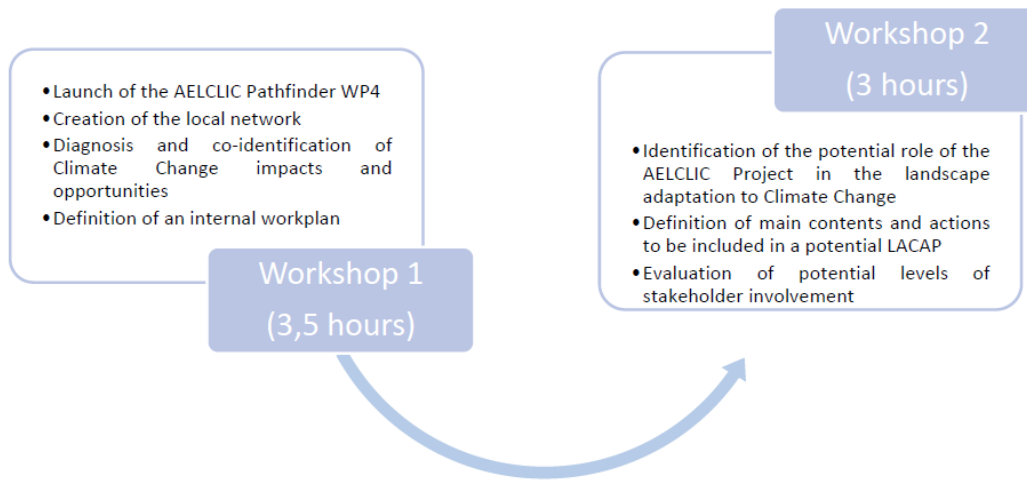 • Launch of the AELCLIC Pathfinder WP4
• Creation of the local network
• Diagnosis and co-identification of
Climate Change impacts and
opportunities
• Definition of an internal workplan
Workshop 1
(3,5 hours)
Workshop 2
(3 hours)
• Identification of the potential role of the
AELCLIC Project in the landscape
adaptation to Climate Change
• Definition of main contents and actions
to be included in a potential LACAP
• Evaluation of potential levels of
stakeholder involvement